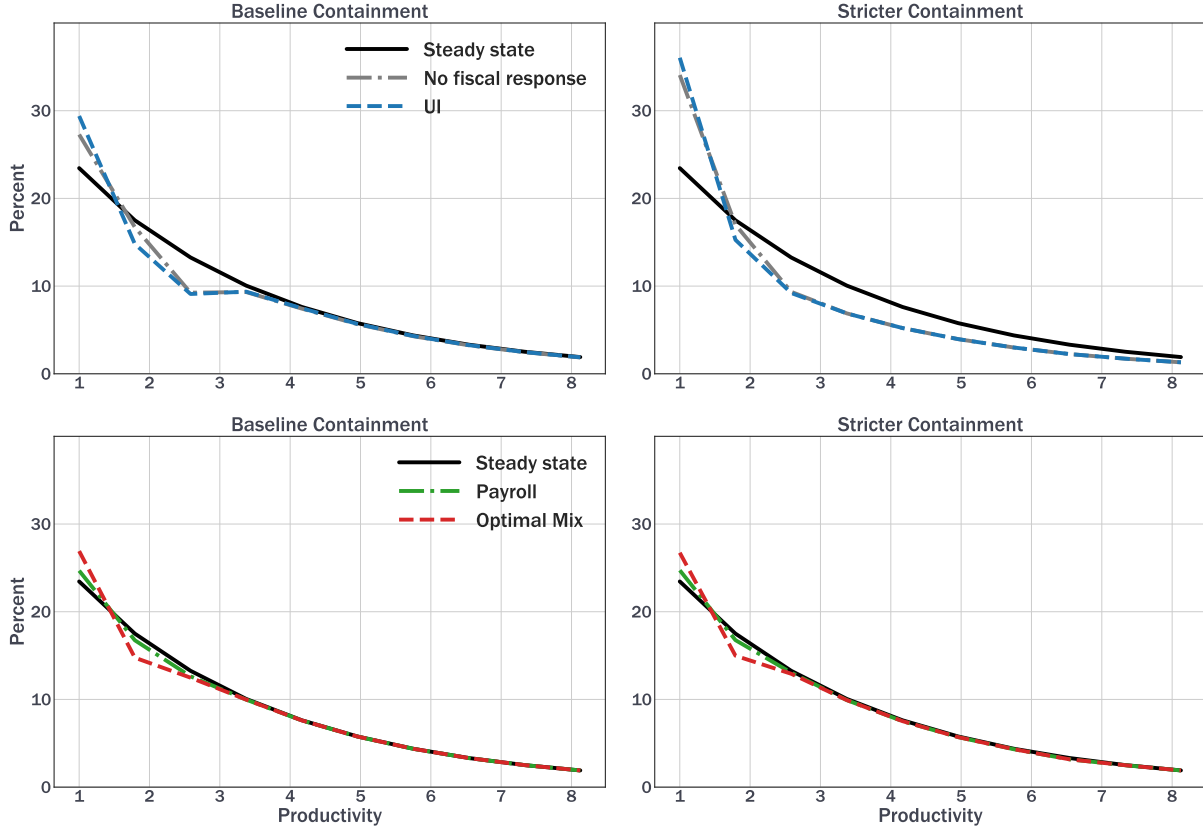 Baseline Containment
Stricter Containment
Percent
30
20
10
0
Steady state
No fiscal response
UI
1 2 3 4 5 6 7 8
30
20
10
0
1 2 3 4 5 6 7 8
Baseline Containment
Stricter Containment
Percent
30
20
10
0
Steady state
Payroll
Optimal Mix
1 2 3 4 5 6 7 8
Productivity
30
20
10
0
1 2 3 4 5 6 7 8
Productivity